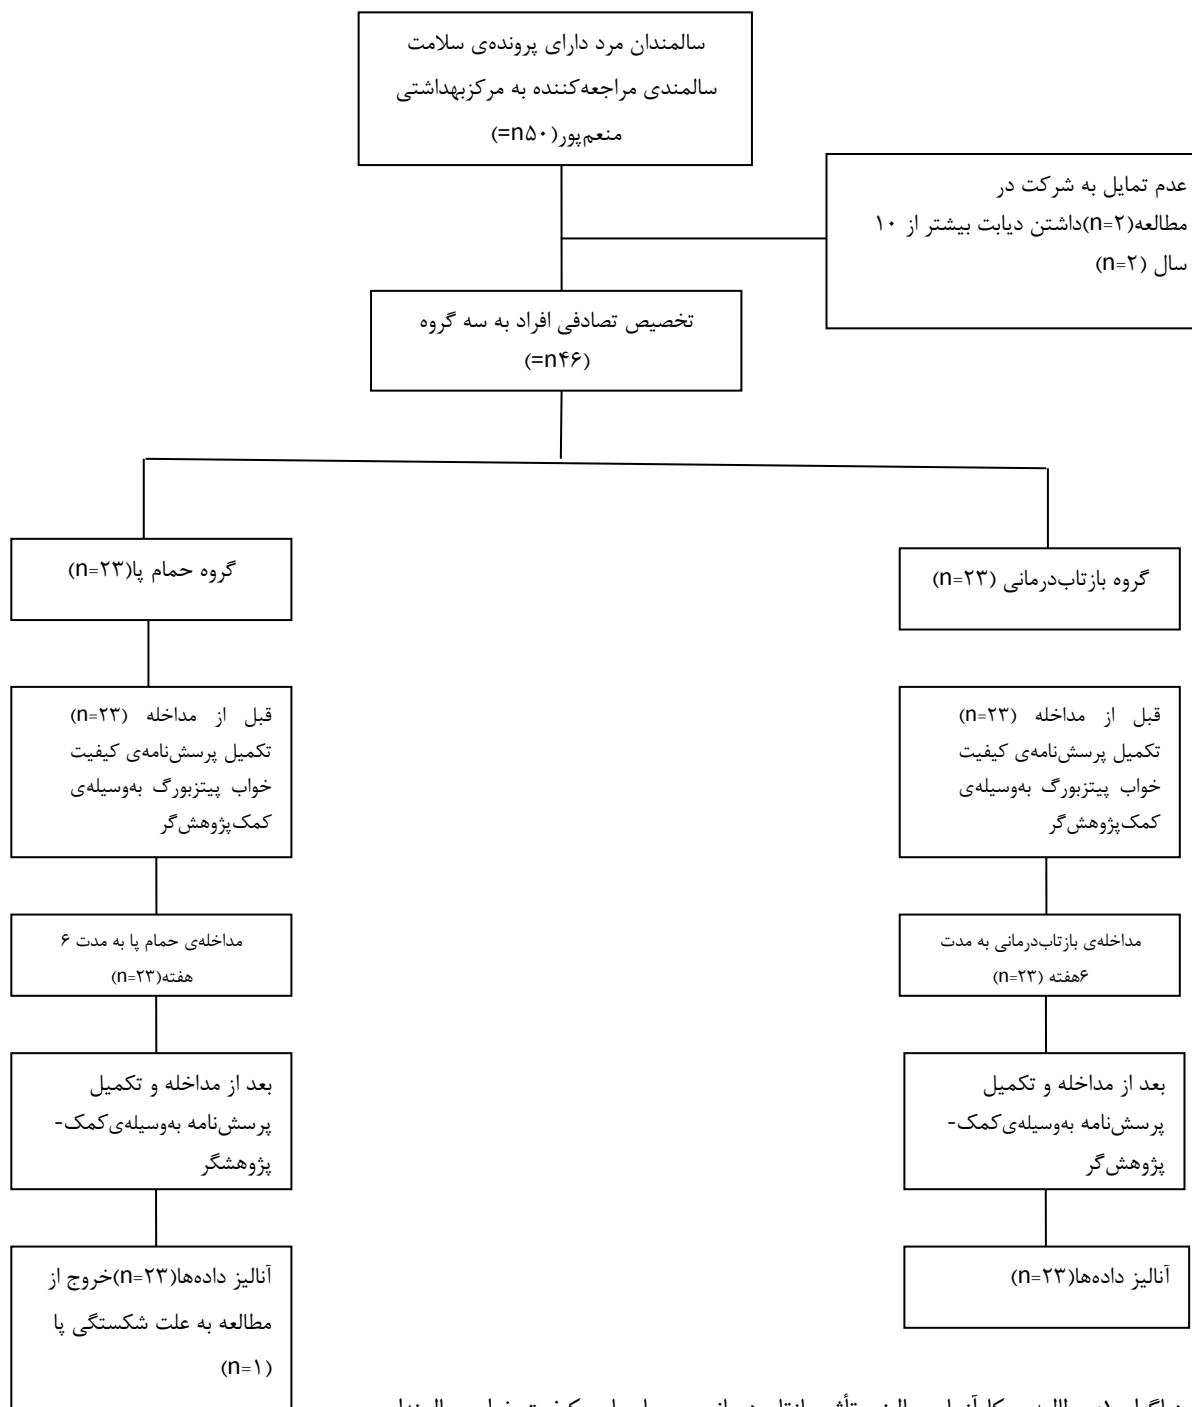 سالمندان مرد دارای پرونده‌ی سلامت
سالمندی مراجعه‌کننده به مرکزبهداشتی
منعم‌پور(n۵۰=)
عدم تمایل به شرکت در
مطالعه(n=۲)داشتن دیابت بیشتر از ۱۰
سال (n=۲)
تخصیص تصادفی افراد به سه گروه
(n۴۶=)
گروه بازتاب‌درمانی (n=۲۳)
گروه حمام پا(n=۲۳)
قبل از مداخله (n=۲۳)
تکمیل پرسش‌نامه‌ی کیفیت
خواب پیتزبورگ به‌وسیله‌ی
کمک‌پژوهش‌گر
قبل از مداخله (n=۲۳)
تکمیل پرسش‌نامه‌ی کیفیت
خواب پیتزبورگ به‌وسیله‌ی
کمک‌پژوهش‌گر
مداخله‌ی بازتاب‌درمانی به مدت
۶هفته (n=۲۳)
مداخله‌ی حمام پا به مدت ۶
هفته(n=۲۳)
بعد از مداخله و تکمیل
پرسش‌نامه به‌وسیله‌ی کمک-
پژوهش‌گر
بعد از مداخله و تکمیل
پرسش‌نامه به‌وسیله‌ی کمک-
پژوهشگر
آنالیز داده‌ها(n=۲۳)
آنالیز داده‌ها(n=۲۳)خروج از
مطالعه به علت شکستگی پا
(n=۱)